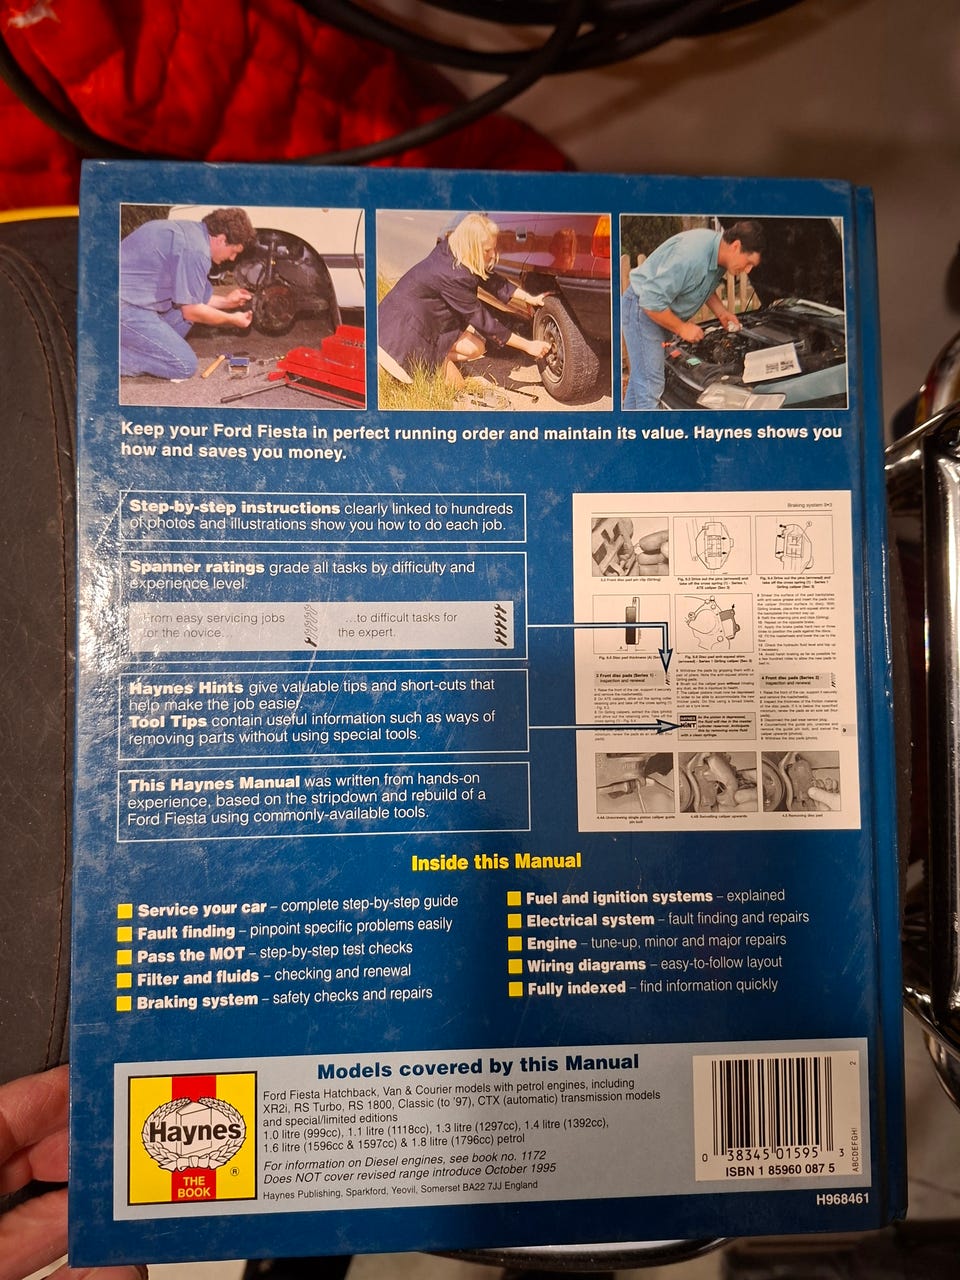 Keep your Ford Fiesta in perfect running order and maintain its value. Haynes shows you
how and saves you money.
Step-by-step instructions clearly linked to hundreds
of photos and illustrations show you how to do each job.
Spanner ratings grade all tasks by difficulty and
experience level.
From easy servicing jobs
for the novice...
...to difficult tasks for
the expert.
Haynes Hints give valuable tips and short-cuts that
help make the job easier.
Tool Tips contain useful information such as ways of
removing parts without using special tools.
This Haynes Manual was written from hands-on
experience, based on the stripdown and rebuild of a
Ford Fiesta using commonly-available tools.
Braking system 9•3
Inside this Manual
Service your car – complete step-by-step guide
Fault finding – pinpoint specific problems easily
Pass the MOT – step-by-step test checks
Filter and fluids – checking and renewal
Braking system – safety checks and repairs
Fuel and ignition systems – explained
Electrical system – fault finding and repairs
Engine – tune-up, minor and major repairs
Wiring diagrams – easy-to-follow layout
Fully indexed – find information quickly
Models covered by this Manual
Ford Fiesta Hatchback, Van & Courier models with petrol engines, including
XR2i, RS Turbo, RS 1800, Classic (to '97), CTX (automatic) transmission models
and special/limited editions
1.0 litre (999cc), 1.1 litre (1118cc), 1.3 litre (1297cc), 1.4 litre (1392cc),
1.6 litre (1596cc & 1597cc) & 1.8 litre (1796cc) petrol
For information on Diesel engines, see book no. 1172
Does NOT cover revised range introduce October 1995
Haynes Publishing, Sparkford, Yeovil, Somerset BA22 7JJ England
Haynes
®
THE
BOOK
0 38345 01595 3
2
ABCDEFGHI
ISBN 1 85960 087 5
H968461